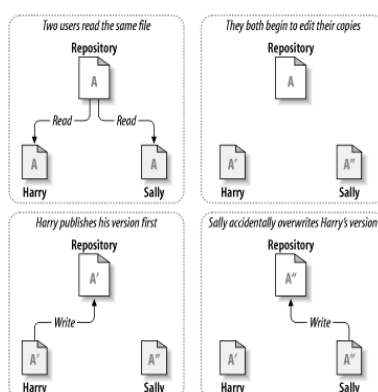 Two users read the same file
Repository
A
Read Read
A A
Harry Sally
They both begin to edit their copies
Repository
A
A' A"
Harry Sally
Harry publishes his version first
Repository
A'
Write
A' A"
Harry Sally
Sally accidentally overwrites Harry's version
Repository
A"
Write
A' A"
Harry Sally